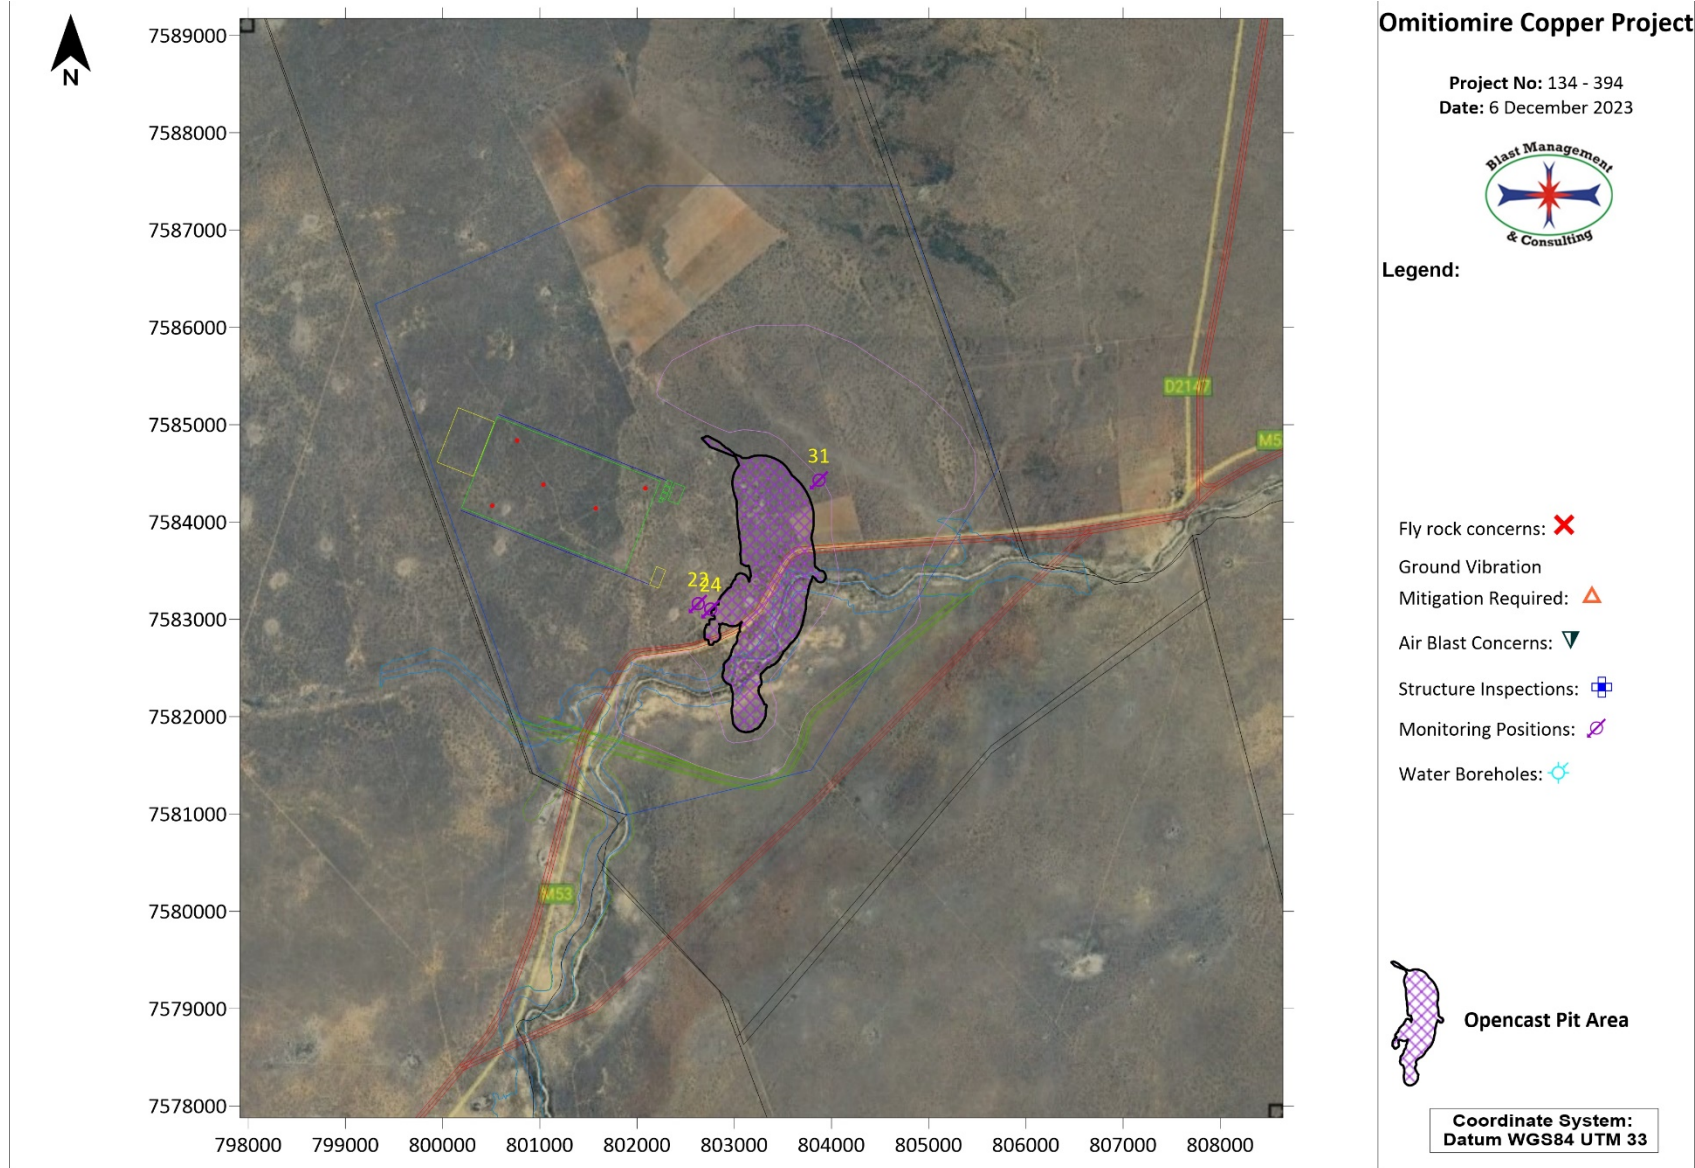 Omitiomire Copper Project
Project No: 134 - 394
Date: 6 December 2023
Blast Management
& Consulting
Legend:
Fly rock concerns:
Ground Vibration
Mitigation Required:
Air Blast Concerns:
Structure Inspections:
Monitoring Positions:
Water Boreholes:
Opencast Pit Area
Coordinate System:
Datum WGS84 UTM 33
N
7589000
7588000
7587000
7586000
7585000
7584000
7583000
7582000
7581000
7580000
7579000
7578000
798000 799000 800000 801000 802000 803000 804000 805000 806000 807000 808000
D2147
M5
31
24
M53